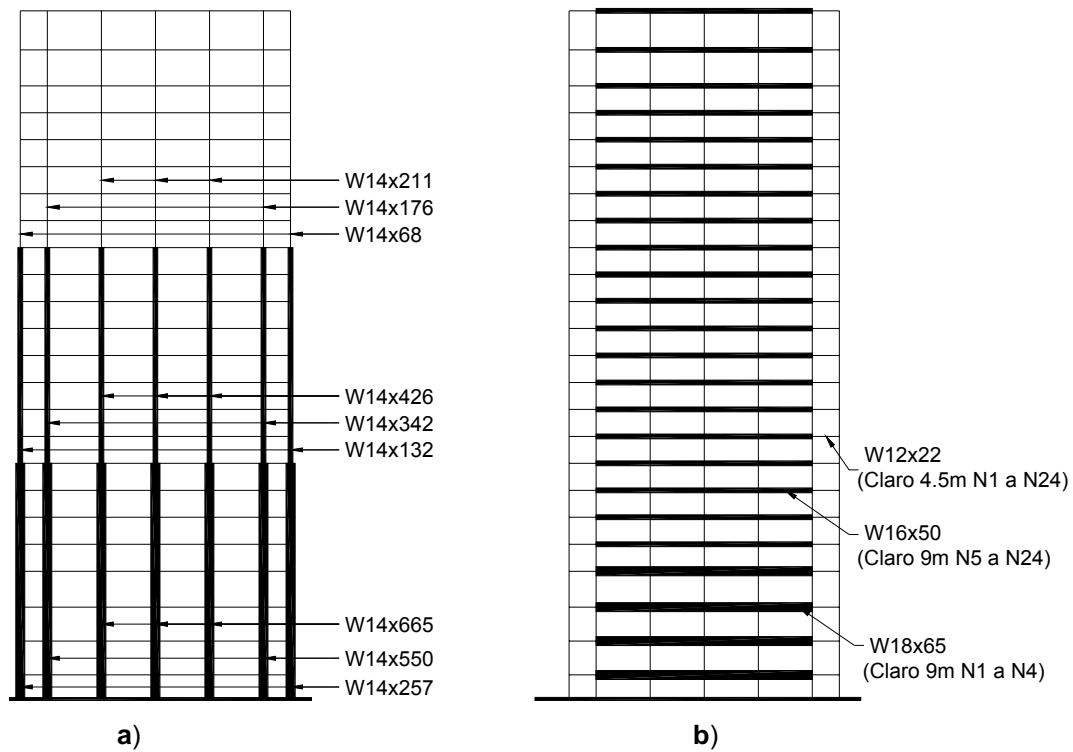 W14x211
W14x176
W14x68
W14x426
W14x342
W14x132
W14x665
W14x550
W14x257
a)
W12x22
(Claro 4.5m N1 a N24)
W16x50
(Claro 9m N5 a N24)
W18x65
(Claro 9m N1 a N4)
b)